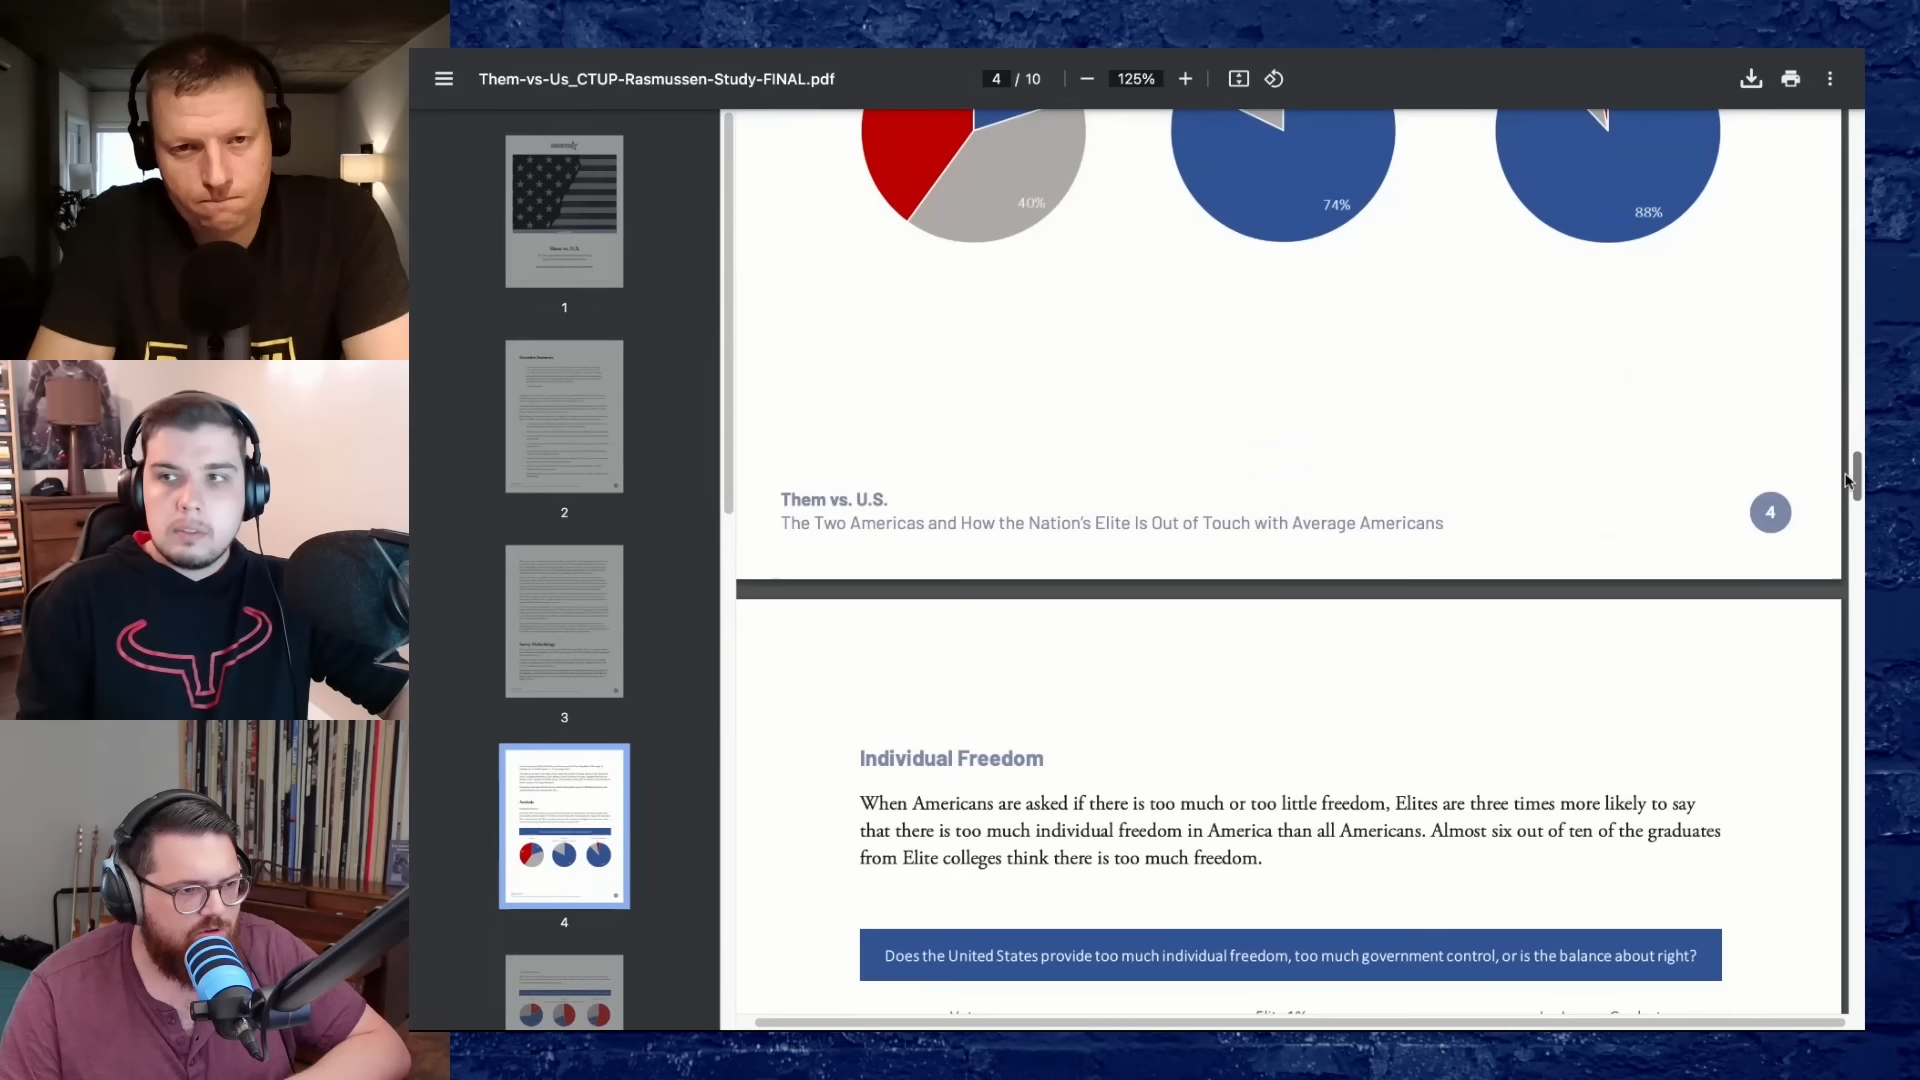 Them-vs-Us_CTUP-Rasmussen-Study-FINAL.pdf
4 / 10
125%
1
2
3
4
40%
74%
88%
Them vs. U.S.
The Two Americas and How the Nation's Elite Is Out of Touch with Average Americans
4
Individual Freedom
When Americans are asked if there is too much or too little freedom, Elites are three times more likely to say
that there is too much individual freedom in America than all Americans. Almost six out of ten of the graduates
from Elite colleges think there is too much freedom.
Does the United States provide too much individual freedom, too much government control, or is the balance about right?